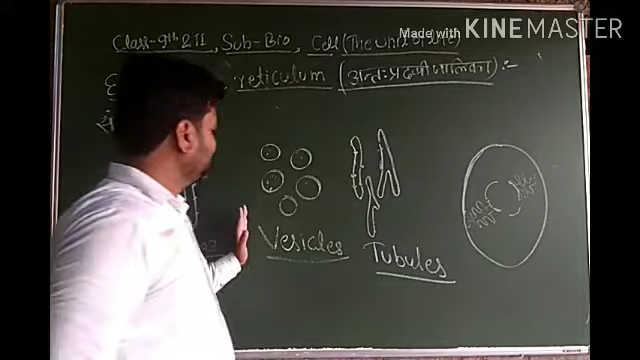 Made with KINEMASTER
Class-9th & 11, Sub-Bio, Cell (The unit of life)
reticulum (अन्तःप्रद्रव्यी जालिका) :-
Vesicles
Tubules